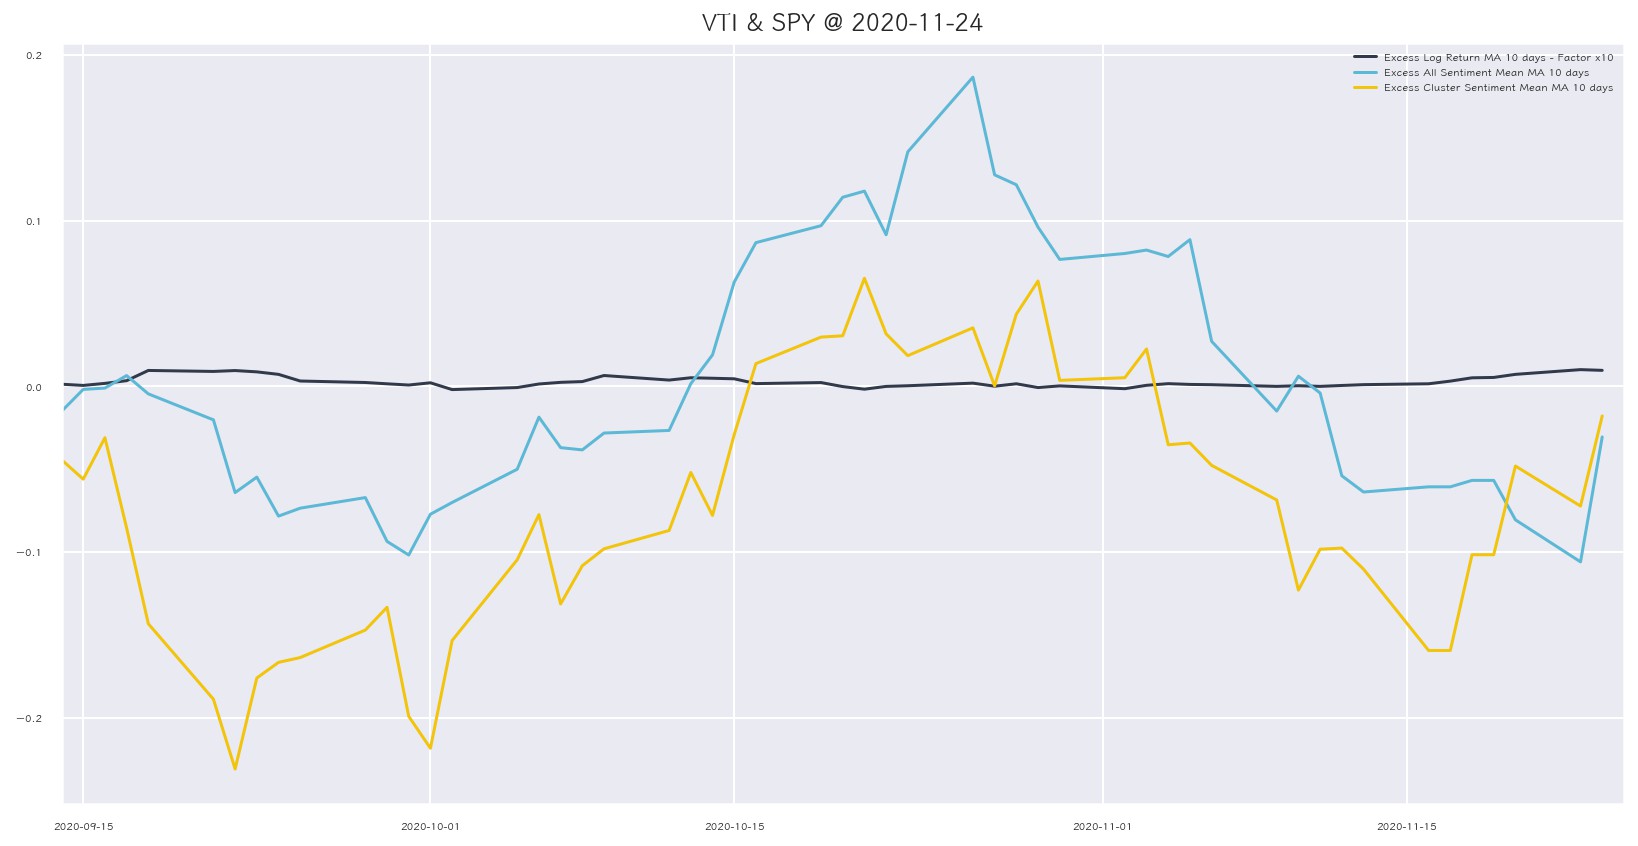 VTI & SPY @ 2020-11-24
Excess Log Return MA 10 days - Factor x10
Excess All Sentiment Mean MA 10 days
Excess Cluster Sentiment Mean MA 10 days
0.2
0.1
0.0
−0.1
−0.2
2020-09-15 2020-10-01 2020-10-15 2020-11-01 2020-11-15